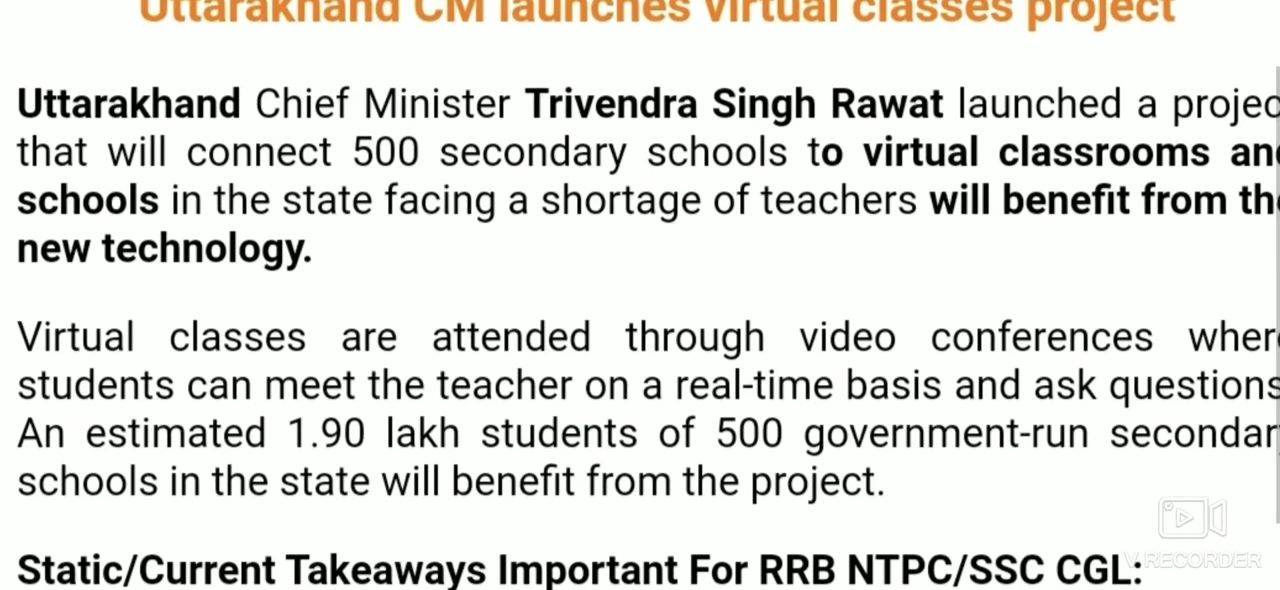 Uttarakhand CM launches virtual classes project
Uttarakhand Chief Minister Trivendra Singh Rawat launched a projec
that will connect 500 secondary schools to virtual classrooms an
schools in the state facing a shortage of teachers will benefit from th
new technology.
Virtual classes are attended through video conferences wher
students can meet the teacher on a real-time basis and ask questions
An estimated 1.90 lakh students of 500 government-run secondar
schools in the state will benefit from the project.
Static/Current Takeaways Important For RRB NTPC/SSC CGL:
V RECORDER